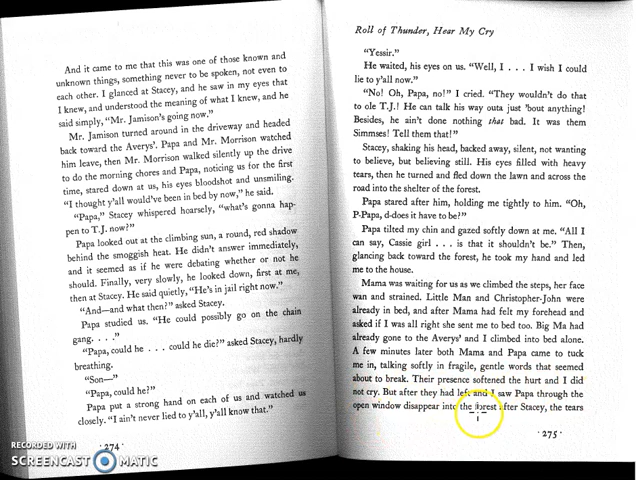 And it came to me that this was one of those known and
unknown things, something never to be spoken, not even to
each other. I glanced at Stacey, and he saw in my eyes that
I knew, and understood the meaning of what I knew, and he
said simply, “Mr. Jamison's going now.”
Mr. Jamison turned around in the driveway and headed
back toward the Averys'. Papa and Mr. Morrison watched
him leave, then Mr. Morrison walked silently up the drive
to do the morning chores and Papa, noticing us for the first
time, stared down at us, his eyes bloodshot and unsmiling.
“I thought y'all would've been in bed by now,” he said.
“Papa,” Stacey whispered hoarsely, “what's gonna hap-
pen to T.J. now?”
Papa looked out at the climbing sun, a round, red shadow
behind the smoggish heat. He didn't answer immediately,
and it seemed as if he were debating whether or not he
should. Finally, very slowly, he looked down, first at me,
then at Stacey. He said quietly, “He's in jail right now.”
“And—and what then?” asked Stacey.
Papa studied us. “He could possibly go on the chain
gang. . . .”
“Papa, could he . . . could he die?” asked Stacey, hardly
breathing.
“Son—”
“Papa, could he?”
Papa put a strong hand on each of us and watched us
closely. “I ain't never lied to y'all, y'all know that.”
·274·
Roll of Thunder, Hear My Cry
“Yessir.”
He waited, his eyes on us. “Well, I . . . I wish I could
lie to y'all now.”
“No! Oh, Papa, no!” I cried. “They wouldn't do that
to ole T.J.! He can talk his way outa just 'bout anything!
Besides, he ain't done nothing that bad. It was them
Simmses! Tell them that!”
Stacey, shaking his head, backed away, silent, not wanting
to believe, but believing still. His eyes filled with heavy
tears, then he turned and fled down the lawn and across the
road into the shelter of the forest.
Papa stared after him, holding me tightly to him. “Oh,
P-Papa, d-does it have to be?”
Papa tilted my chin and gazed softly down at me. “All I
can say, Cassie girl . . . is that it shouldn't be.” Then,
glancing back toward the forest, he took my hand and led
me to the house.
Mama was waiting for us as we climbed the steps, her face
wan and strained. Little Man and Christopher-John were
already in bed, and after Mama had felt my forehead and
asked if I was all right she sent me to bed too. Big Ma had
already gone to the Averys' and I climbed into bed alone.
A few minutes later both Mama and Papa came to tuck
me in, talking softly in fragile, gentle words that seemed
about to break. Their presence softened the hurt and I did
not cry. But after they had left and I saw Papa through the
open window disappear into the forest after Stacey, the tears
·275·
RECORDED WITH
SCREENCAST MATIC